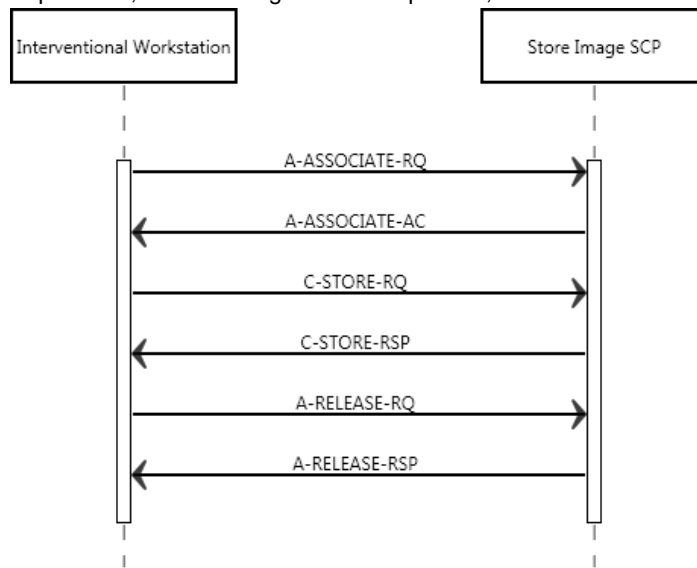 Interventional Workstation
Store Image SCP
A-ASSOCIATE-RQ
A-ASSOCIATE-AC
C-STORE-RQ
C-STORE-RSP
A-RELEASE-RQ
A-RELEASE-RSP